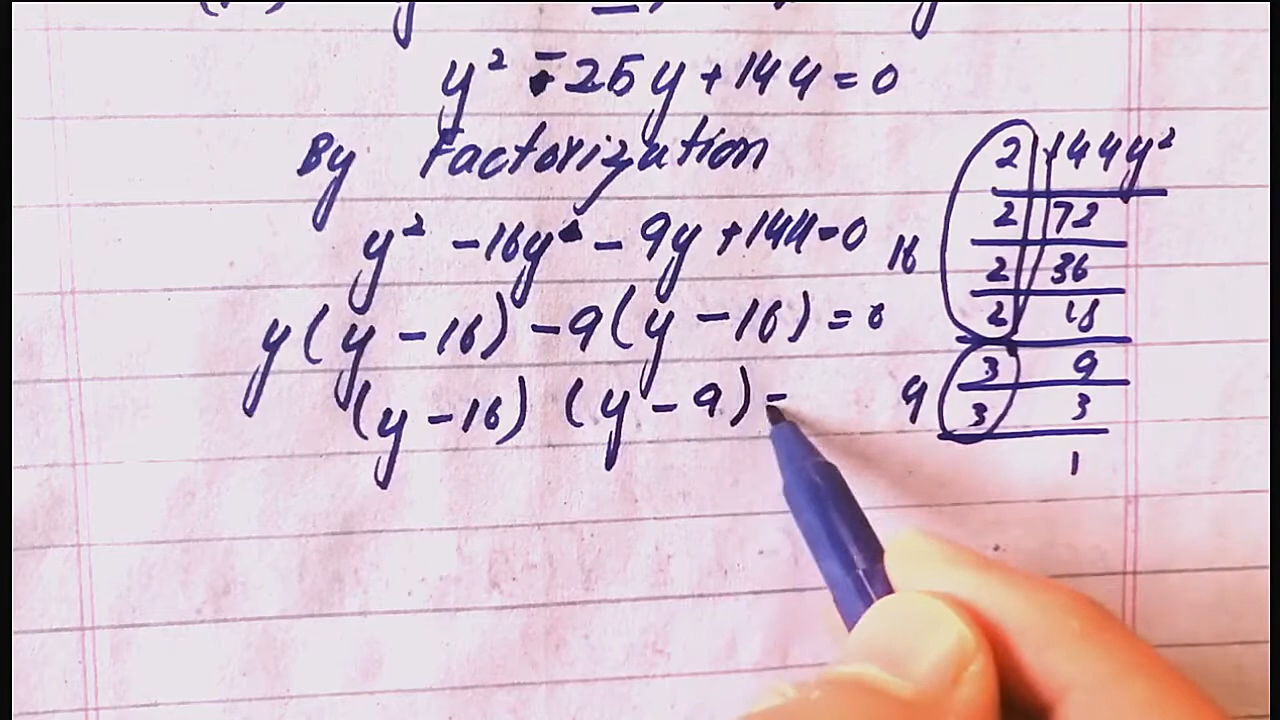 y² - 25y + 144 = 0
By Factorization
y² - 16y - 9y + 144 = 0
y(y - 16) - 9(y - 16) = 0
(y - 16) (y - 9) =
2 144y²
2 72
16 2 36
2 18
3 9
9 3 3
1